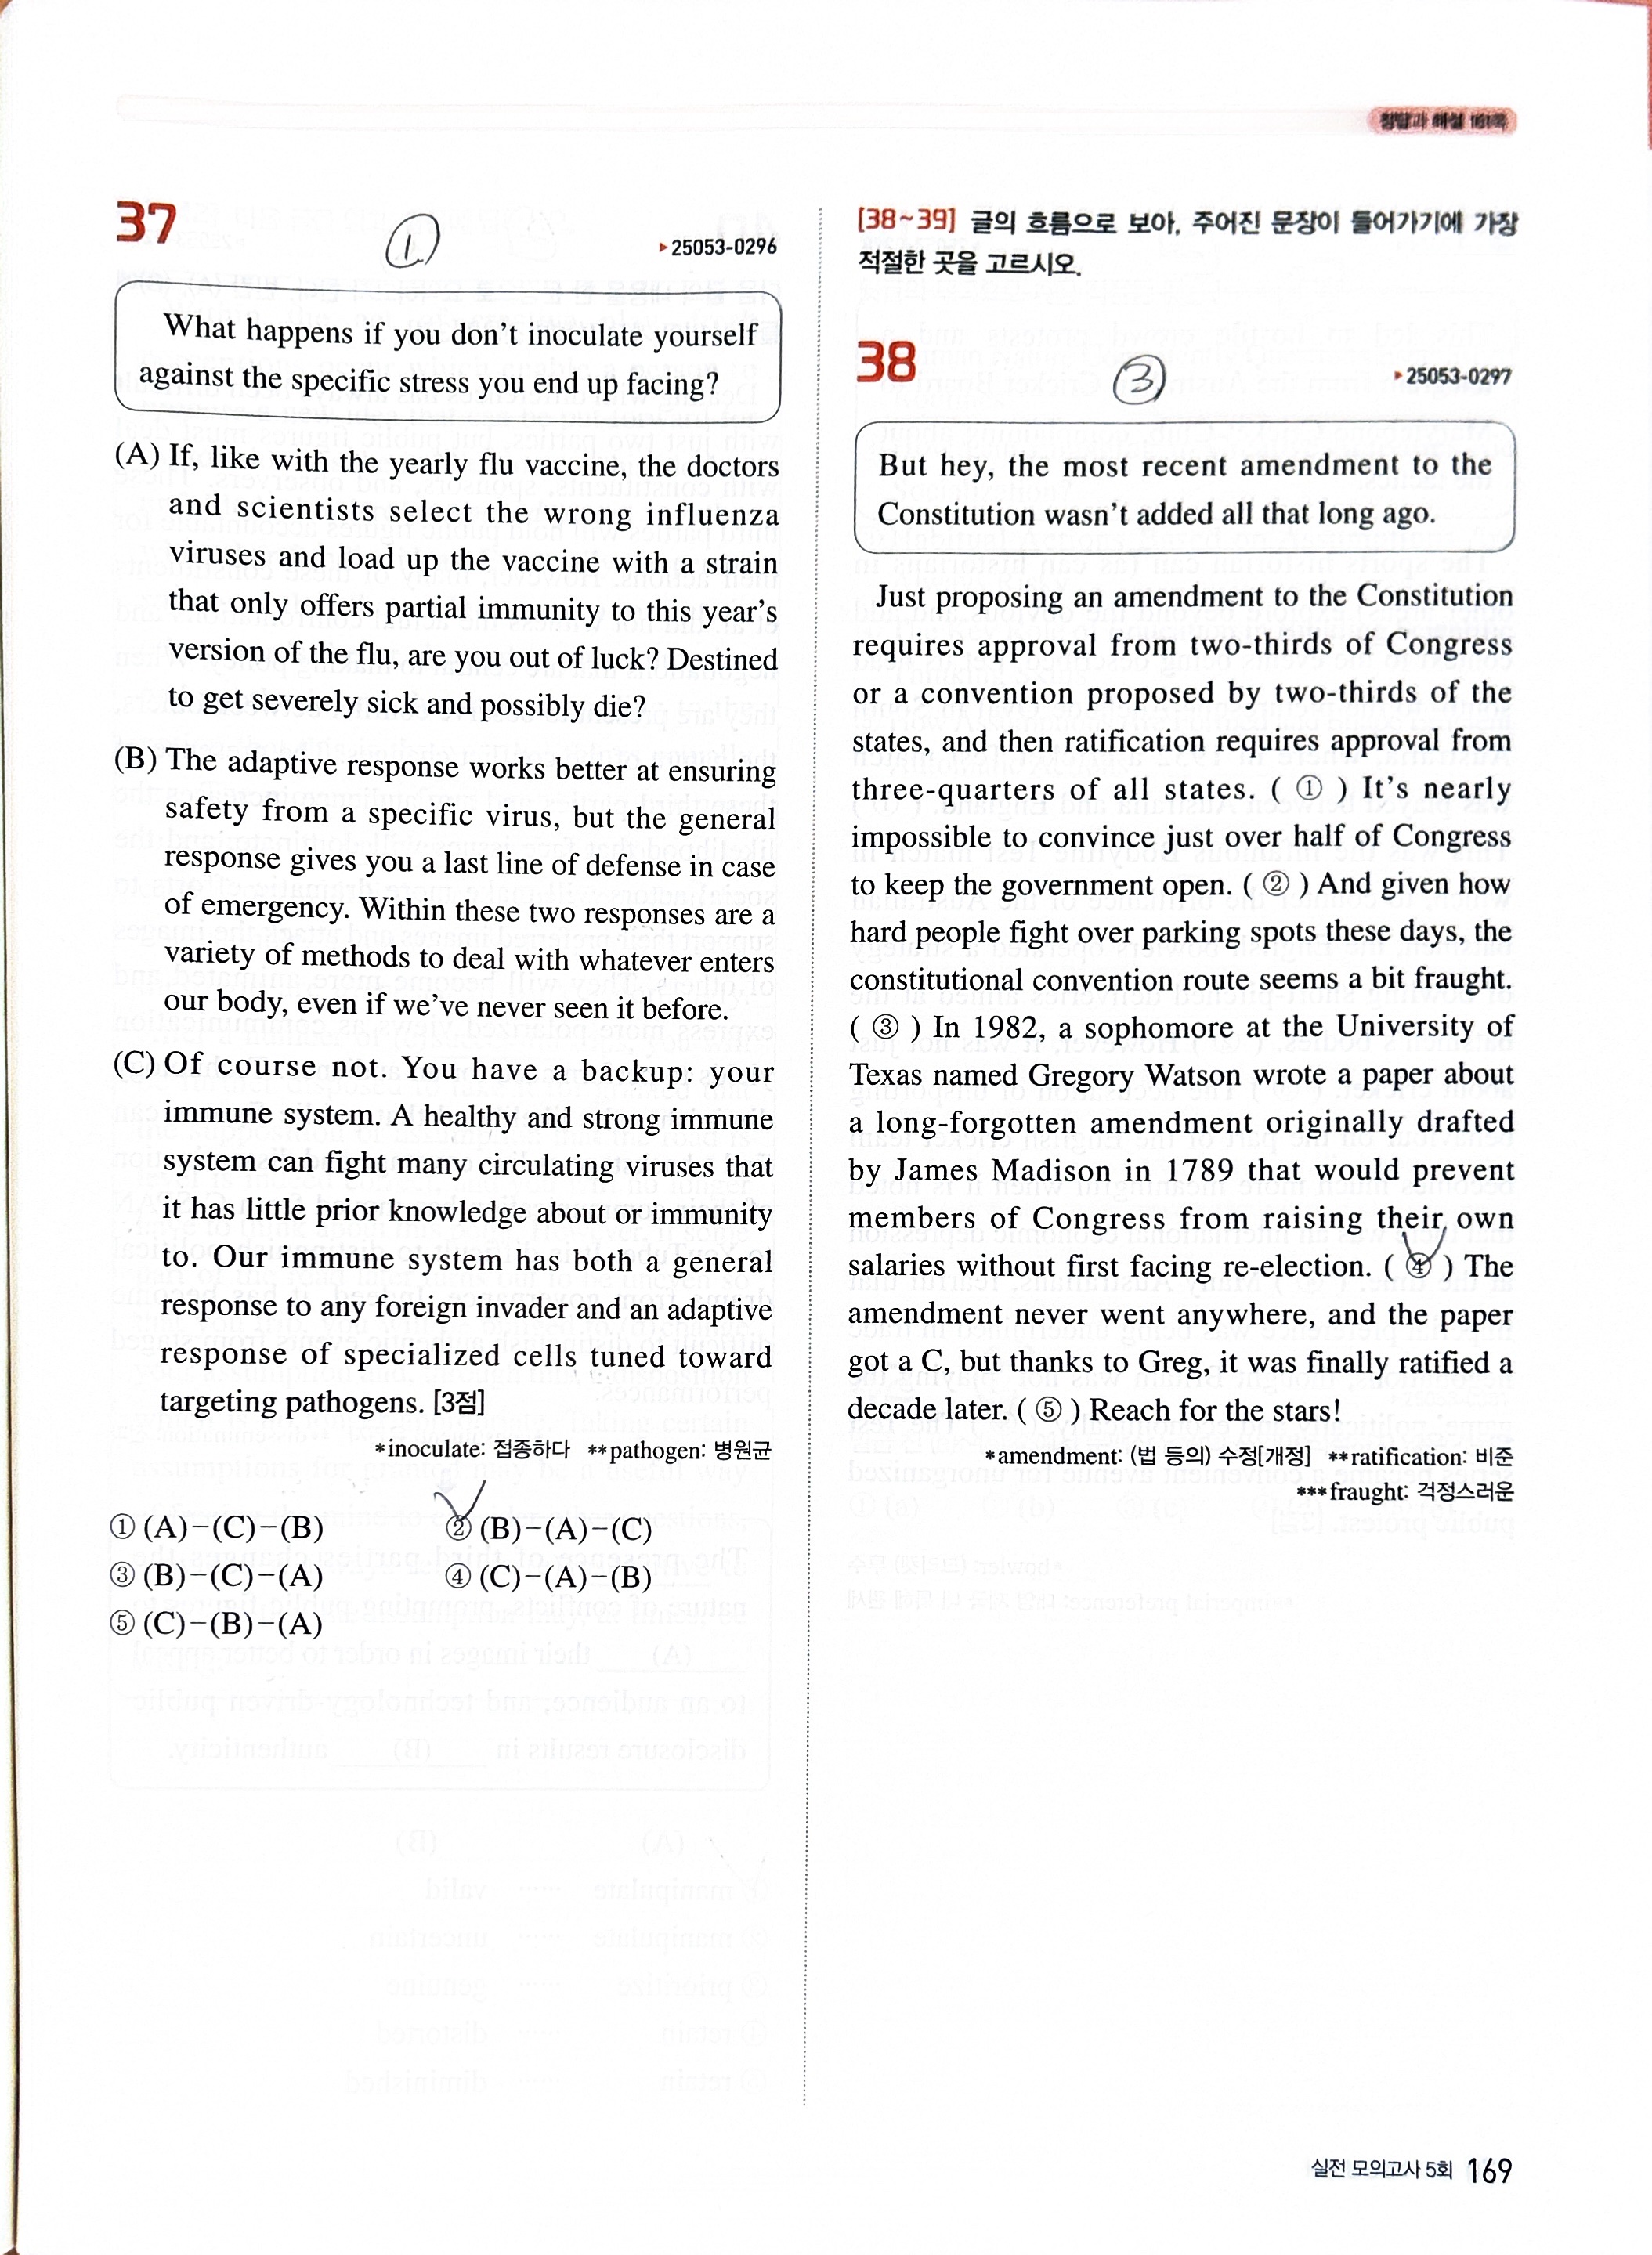 정답과 해설 161쪽
37
①
▸25053-0296
What happens if you don't inoculate yourself
against the specific stress you end up facing?
(A) If, like with the yearly flu vaccine, the doctors
and scientists select the wrong influenza
viruses and load up the vaccine with a strain
that only offers partial immunity to this year's
version of the flu, are you out of luck? Destined
to get severely sick and possibly die?
(B) The adaptive response works better at ensuring
safety from a specific virus, but the general
response gives you a last line of defense in case
of emergency. Within these two responses are a
variety of methods to deal with whatever enters
our body, even if we've never seen it before.
(C) Of course not. You have a backup: your
immune system. A healthy and strong immune
system can fight many circulating viruses that
it has little prior knowledge about or immunity
to. Our immune system has both a general
response to any foreign invader and an adaptive
response of specialized cells tuned toward
targeting pathogens. [3점]
*inoculate: 접종하다 **pathogen: 병원균
① (A)-(C)-(B) ② (B)-(A)-(C)
③ (B)-(C)-(A) ④ (C)-(A)-(B)
⑤ (C)-(B)-(A)
[38~39] 글의 흐름으로 보아, 주어진 문장이 들어가기에 가장
적절한 곳을 고르시오.
38
③
▸25053-0297
But hey, the most recent amendment to the
Constitution wasn't added all that long ago.
Just proposing an amendment to the Constitution
requires approval from two-thirds of Congress
or a convention proposed by two-thirds of the
states, and then ratification requires approval from
three-quarters of all states. ( ① ) It's nearly
impossible to convince just over half of Congress
to keep the government open. ( ② ) And given how
hard people fight over parking spots these days, the
constitutional convention route seems a bit fraught.
( ③ ) In 1982, a sophomore at the University of
Texas named Gregory Watson wrote a paper about
a long-forgotten amendment originally drafted
by James Madison in 1789 that would prevent
members of Congress from raising their own
salaries without first facing re-election. ( ④ ) The
amendment never went anywhere, and the paper
got a C, but thanks to Greg, it was finally ratified a
decade later. ( ⑤ ) Reach for the stars!
*amendment: (법 등의) 수정[개정] **ratification: 비준
***fraught: 걱정스러운
실전 모의고사 5회 169